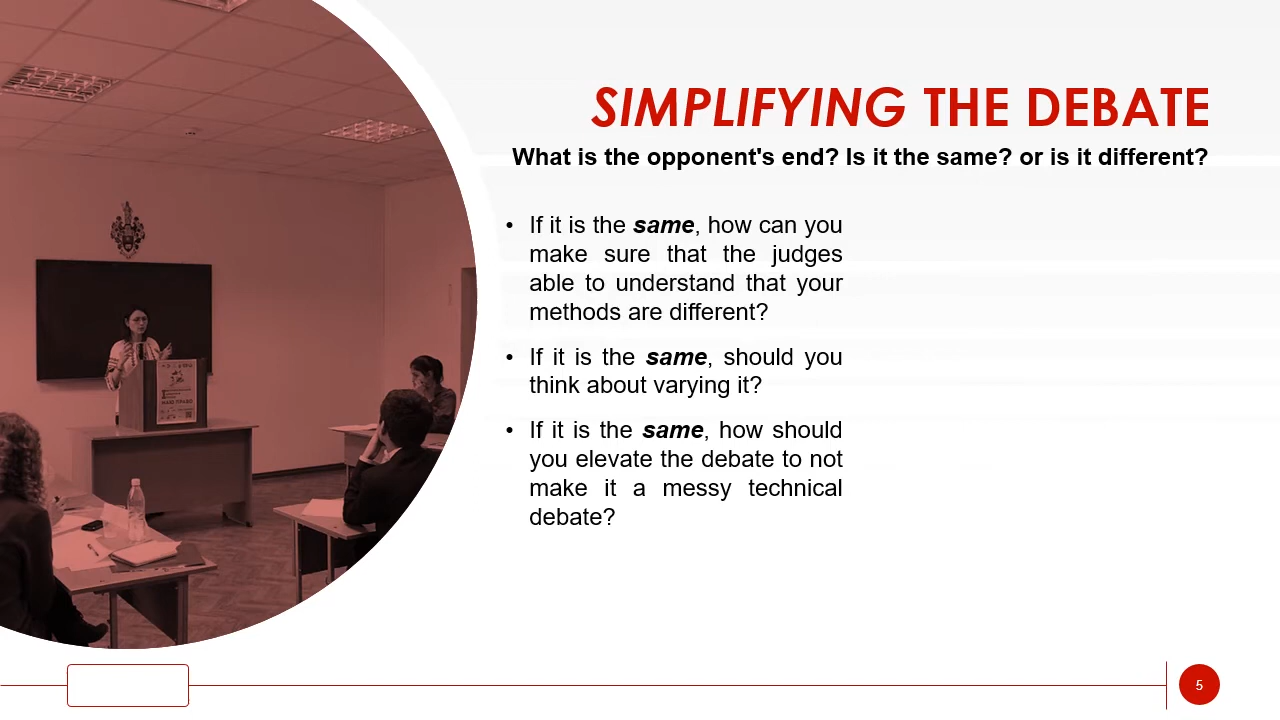 SIMPLIFYING THE DEBATE
What is the opponent's end? Is it the same? or is it different?
• If it is the same, how can you
make sure that the judges
able to understand that your
methods are different?
• If it is the same, should you
think about varying it?
• If it is the same, how should
you elevate the debate to not
make it a messy technical
debate?
5